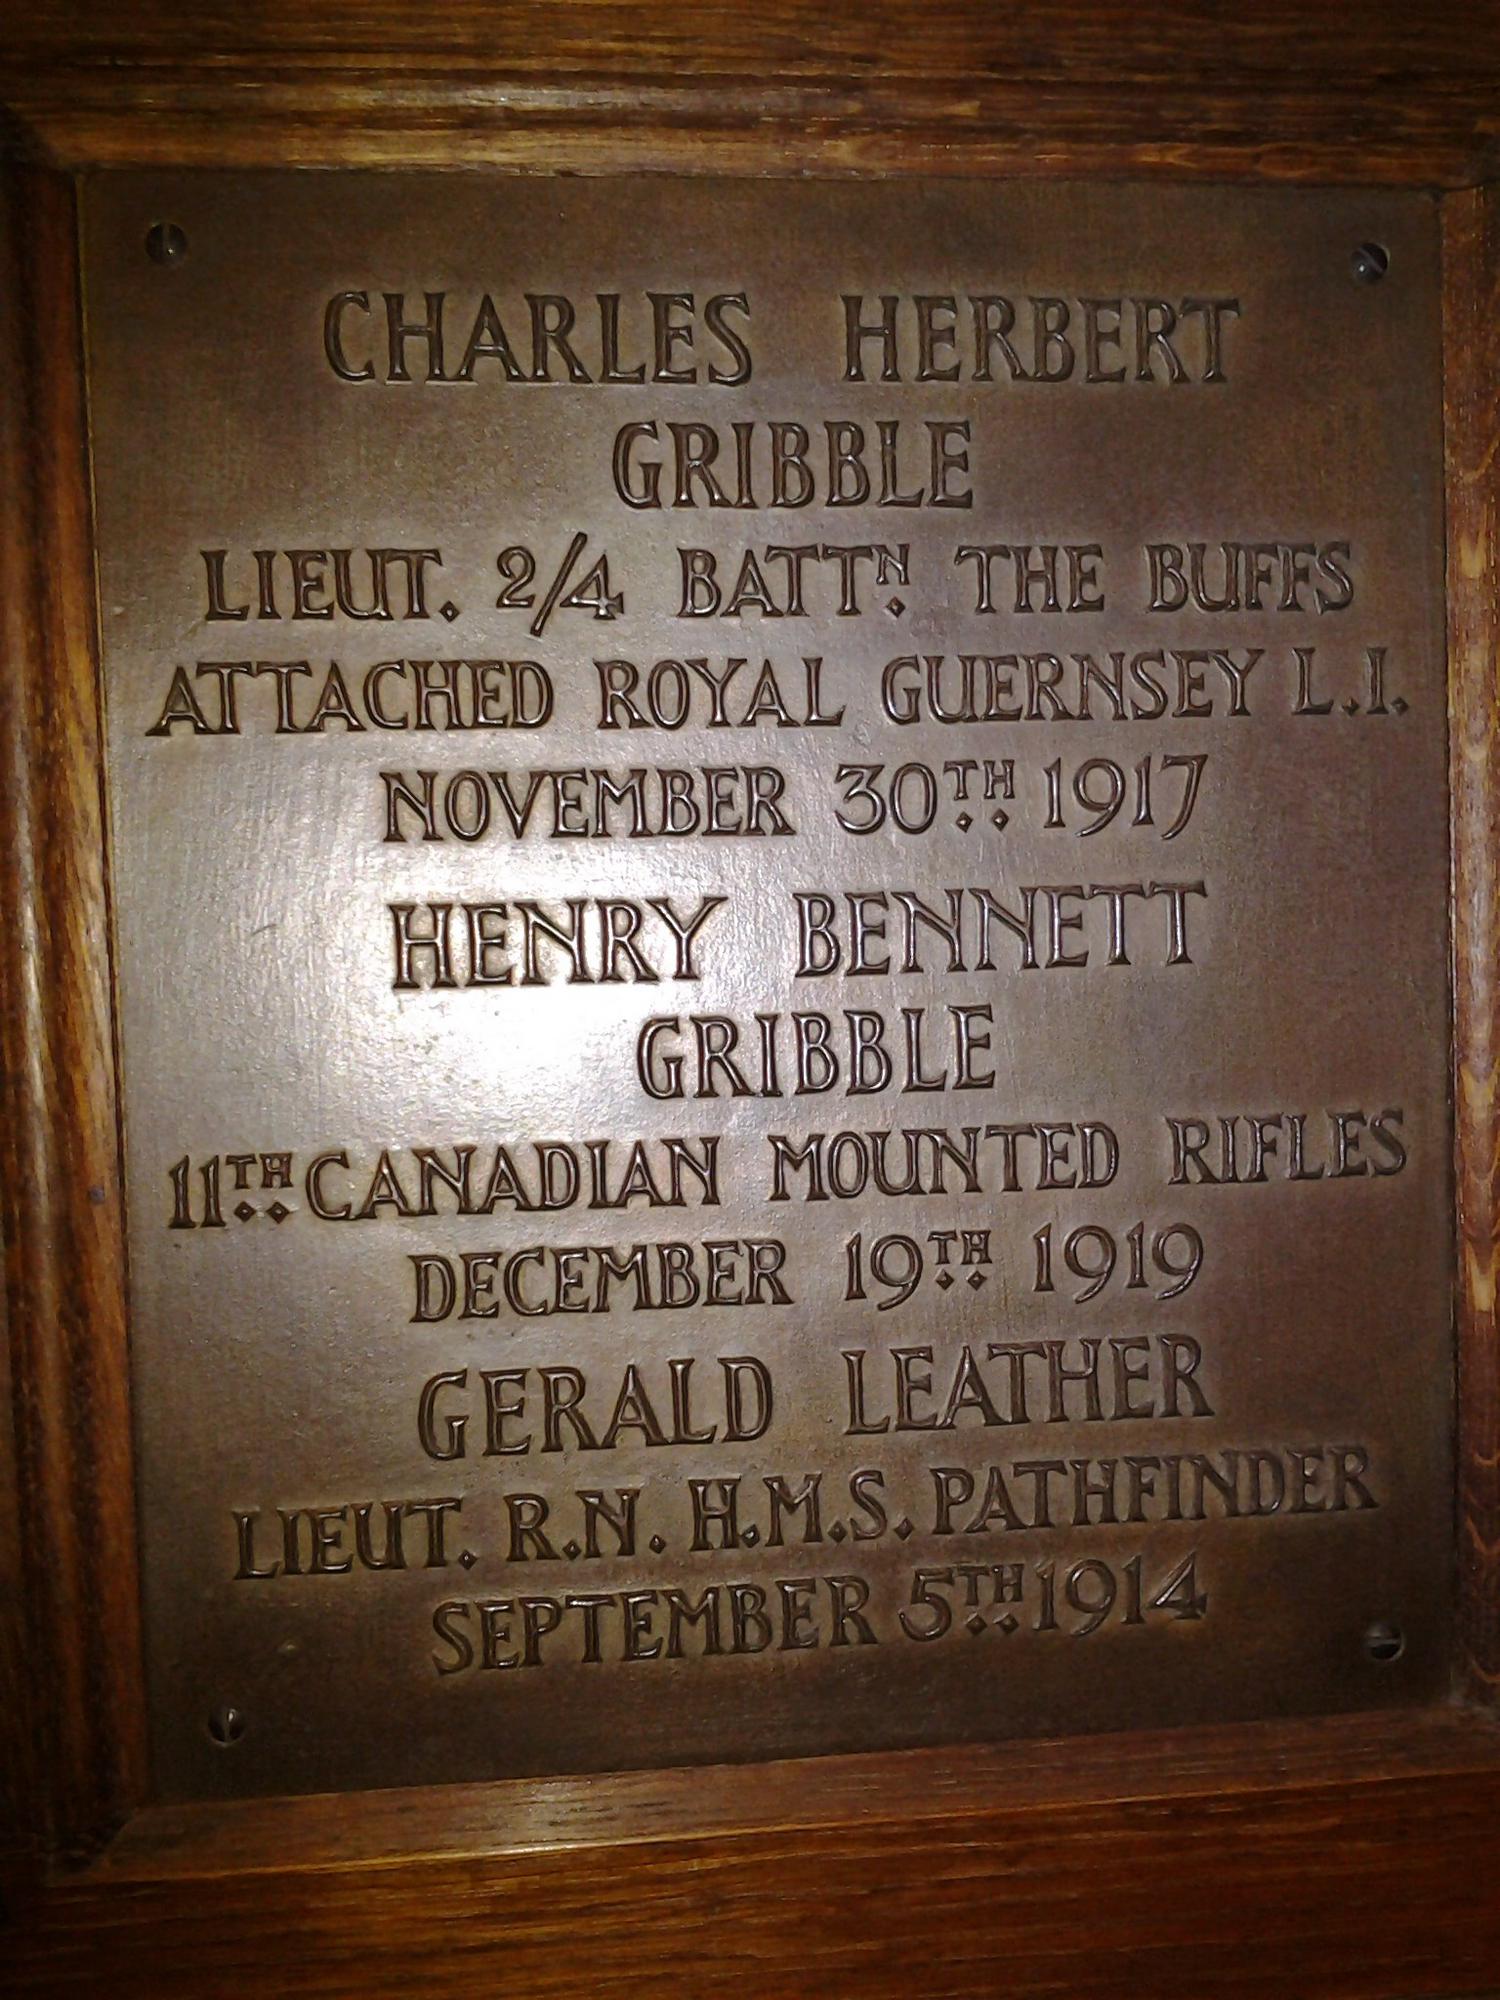 CHARLES HERBERT
GRIBBLE
LIEUT. 2/4 BATTN. THE BUFFS
ATTACHED ROYAL GUERNSEY L.I.
NOVEMBER 30TH 1917
HENRY BENNETT
GRIBBLE
11TH CANADIAN MOUNTED RIFLES
DECEMBER 19TH 1919
GERALD LEATHER
LIEUT. R.N. H.M.S. PATHFINDER
SEPTEMBER 5TH 1914